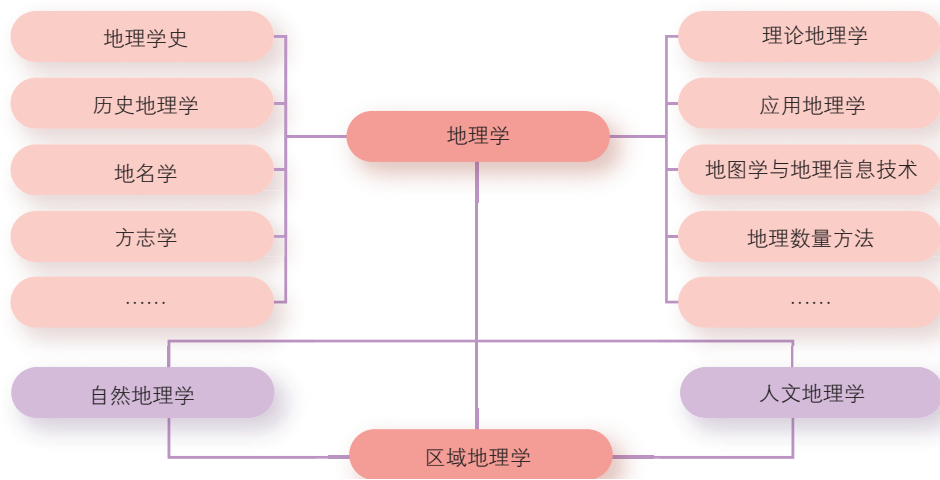 地理学史
历史地理学
地名学
方志学
……
地理学
理论地理学
应用地理学
地图学与地理信息技术
地理数量方法
……
自然地理学
人文地理学
区域地理学